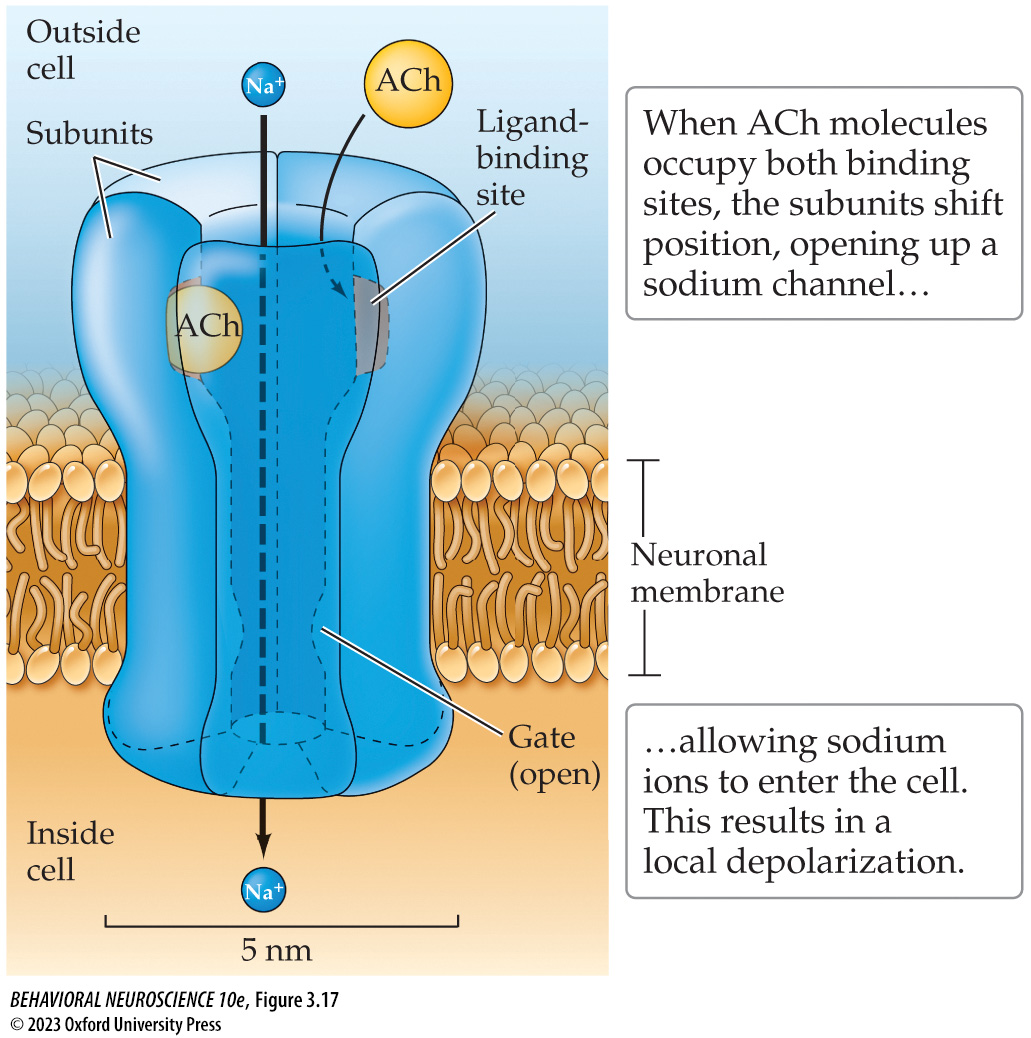 Outside
cell
Na+
ACh
Subunits
Ligand-
binding
site
ACh
When ACh molecules
occupy both binding
sites, the subunits shift
position, opening up a
sodium channel…
Neuronal
membrane
Gate
(open)
…allowing sodium
ions to enter the cell.
This results in a
local depolarization.
Inside
cell
Na+
5 nm
BEHAVIORAL NEUROSCIENCE 10e, Figure 3.17
© 2023 Oxford University Press